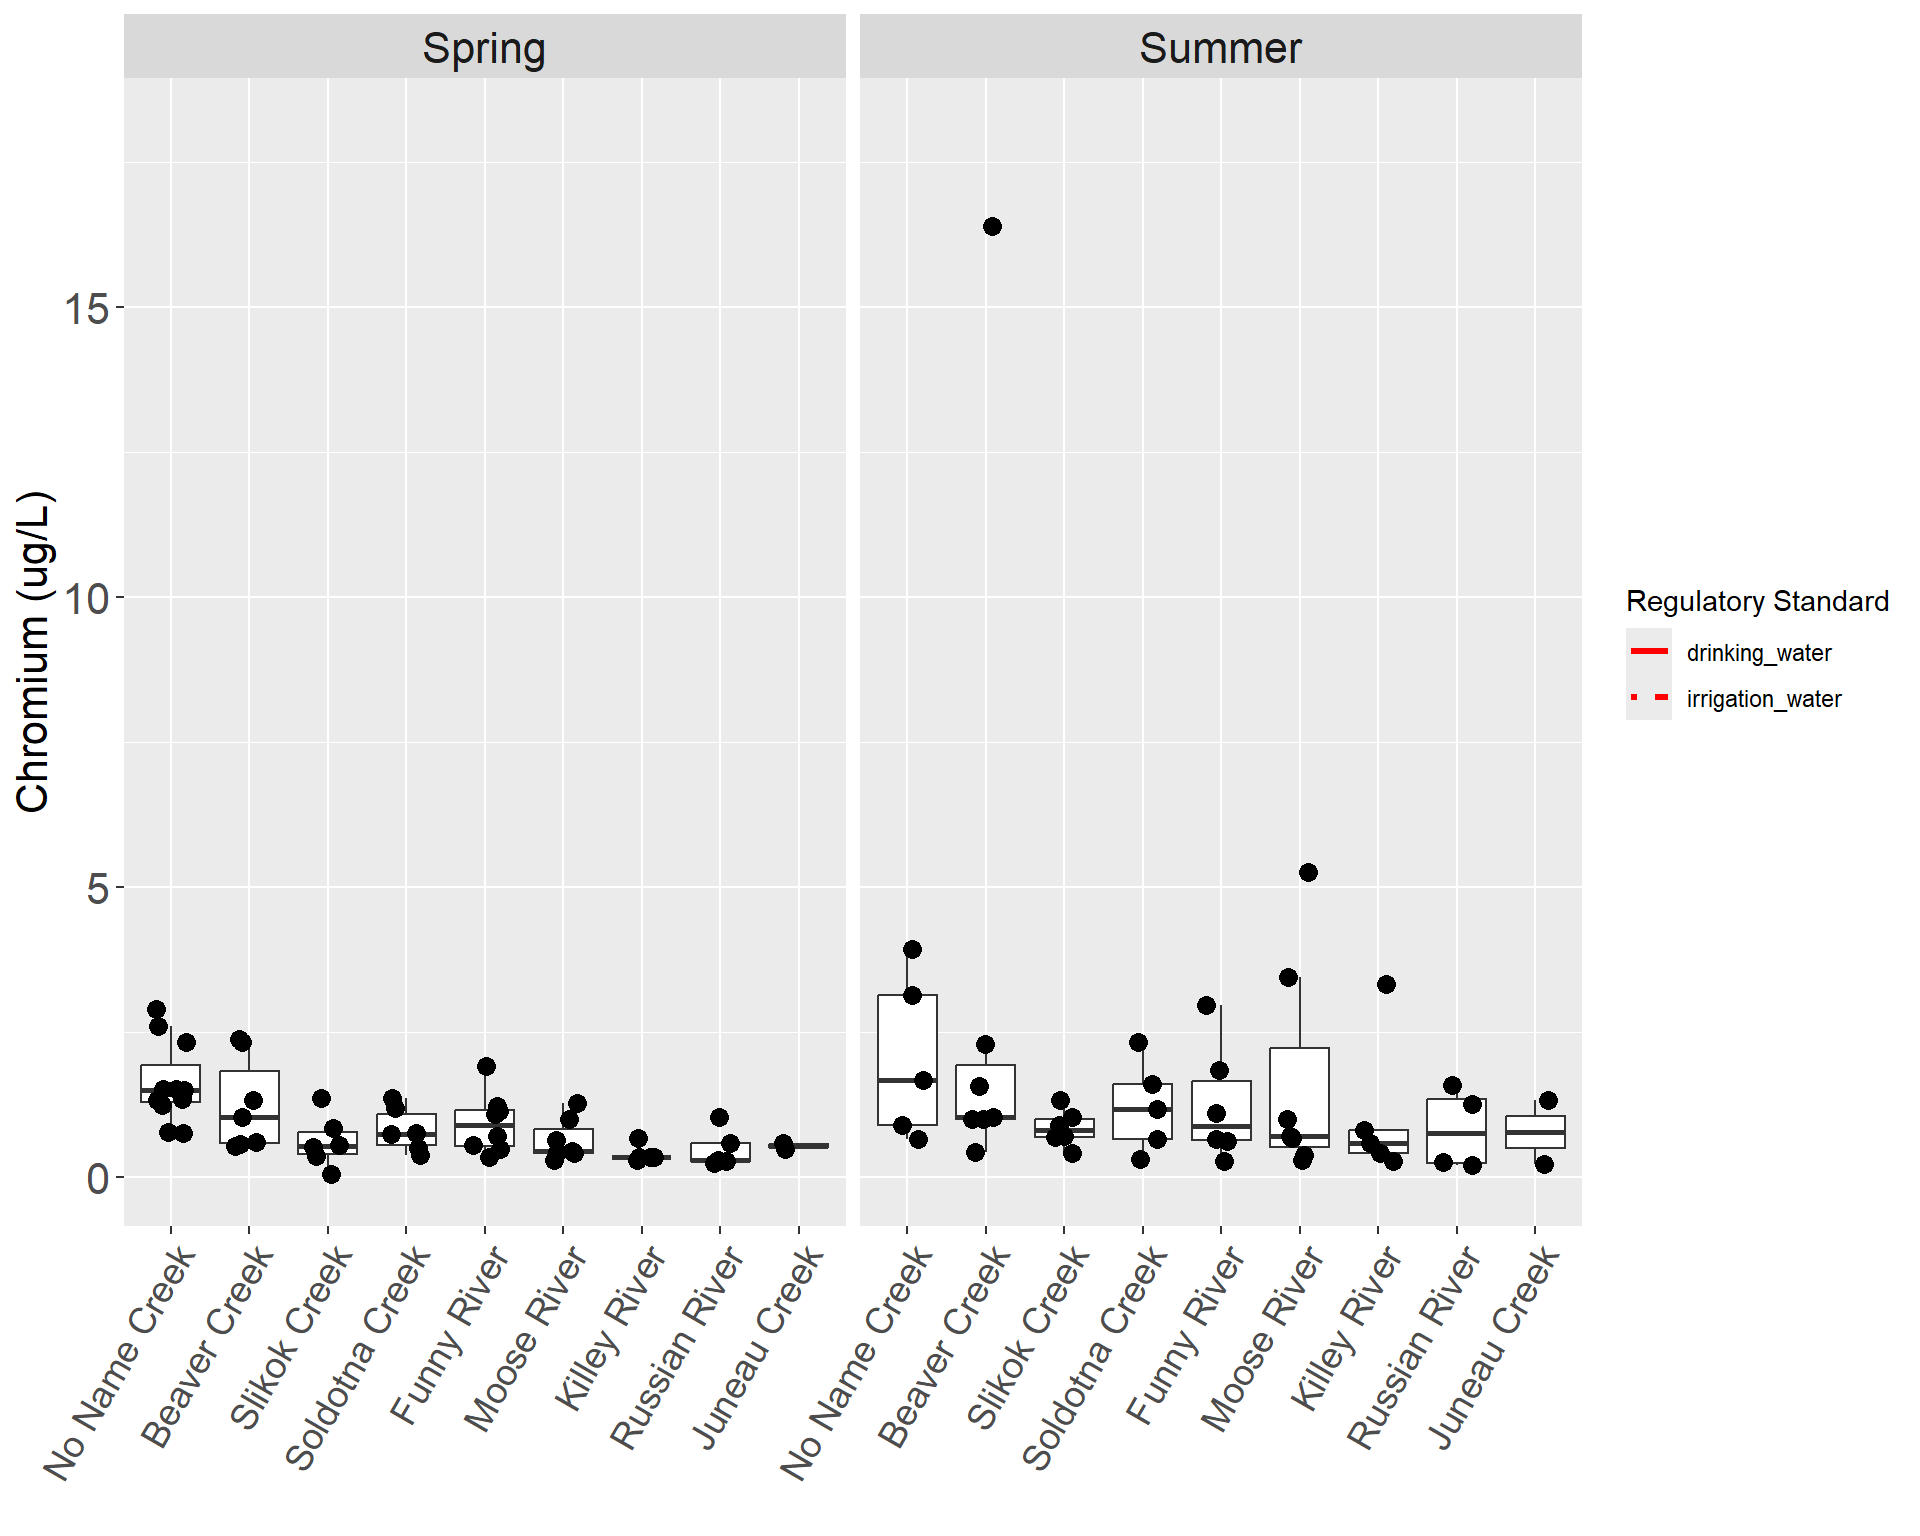 Spring
Summer
Chromium (ug/L)
15
10
5
0
No Name Creek
Beaver Creek
Slikok Creek
Soldotna Creek
Funny River
Moose River
Killey River
Russian River
Juneau Creek
No Name Creek
Beaver Creek
Slikok Creek
Soldotna Creek
Funny River
Moose River
Killey River
Russian River
Juneau Creek
Regulatory Standard
drinking_water
irrigation_water